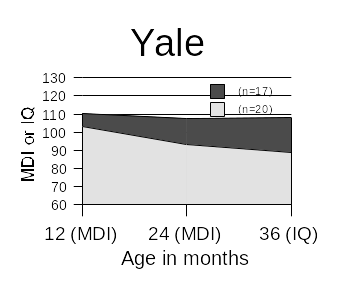 Yale
130
120
110
100
90
80
70
60
MDI or IQ
(n=17)
(n=20)
12 (MDI) 24 (MDI) 36 (IQ)
Age in months